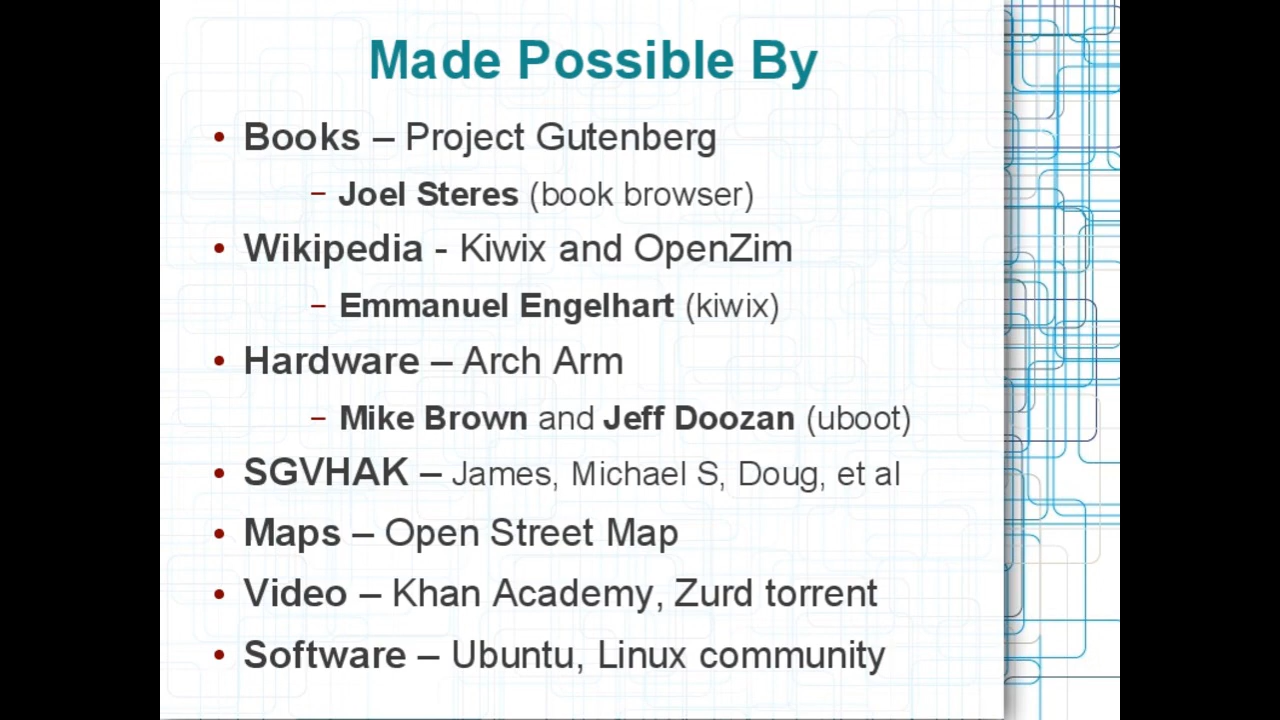 Made Possible By
• Books – Project Gutenberg
– Joel Steres (book browser)
• Wikipedia - Kiwix and OpenZim
– Emmanuel Engelhart (kiwix)
• Hardware – Arch Arm
– Mike Brown and Jeff Doozan (uboot)
• SGVHAK – James, Michael S, Doug, et al
• Maps – Open Street Map
• Video – Khan Academy, Zurd torrent
• Software – Ubuntu, Linux community